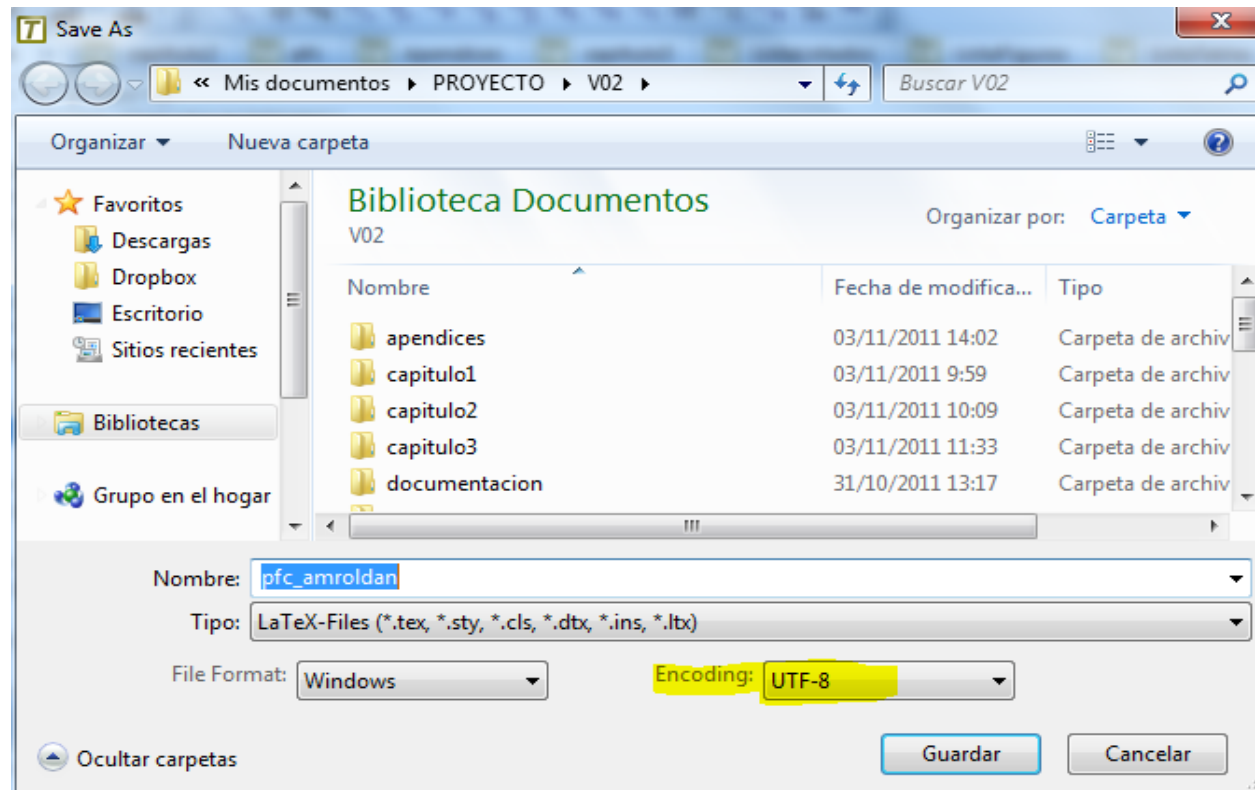 Save As
« Mis documentos ▸ PROYECTO ▸ V02 ▸ Buscar V02
Organizar Nueva carpeta
Favoritos
Descargas
Dropbox
Escritorio
Sitios recientes
Bibliotecas
Grupo en el hogar
Biblioteca Documentos
V02
Organizar por: Carpeta
Nombre Fecha de modifica... Tipo
apendices 03/11/2011 14:02 Carpeta de archiv
capitulo1 03/11/2011 9:59 Carpeta de archiv
capitulo2 03/11/2011 10:09 Carpeta de archiv
capitulo3 03/11/2011 11:33 Carpeta de archiv
documentacion 31/10/2011 13:17 Carpeta de archiv
Nombre: pfc_amroldan
Tipo: LaTeX-Files (*.tex, *.sty, *.cls, *.dtx, *.ins, *.ltx)
File Format: Windows Encoding: UTF-8
Ocultar carpetas Guardar Cancelar